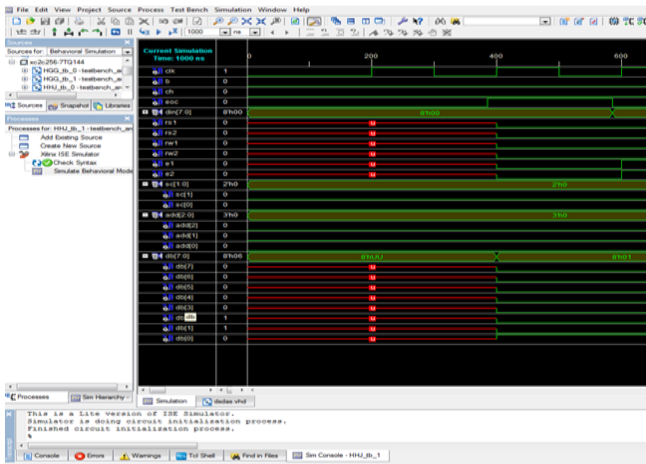 File Edit View Project Source Process Test Bench Simulation Window Help
1000 ns
Sources
Sources for: Behavioral Simulation
xc2c256-7TQ144
HGG_tb_0 - testbench_a
HGG_tb_1 - testbench_a
HHJ_tb_0 - testbench_a
Sources Snapshot Libraries
Processes
Processes for: HHJ_tb_1 - testbench_ar
Add Existing Source
Create New Source
Xilinx ISE Simulator
Check Syntax
Simulate Behavioral Mode
Processes Sim Hierarchy
Current Simulation
Time: 1000 ns
0 200 400 600
clk 1
b 0
ch 0
eoc 0
din[7:0] 8'h00 8'h00
rs1 0 U
rs2 0 U
rw1 0 U
rw2 0 U
e1 0 U
e2 0 U
sc[1:0] 2'h0 2'h0
sc[1] 0
sc[0] 0
add[2:0] 3'h0 3'h0
add[2] 0
add[1] 0
add[0] 0
db[7:0] 8'h06 8'hUU 8'h01
db[7] 0 U
db[6] 0 U
db[5] 0 U
db[4] 0 U
db[3] 0 U
db db 1 U
db[1] 1 U
db[0] 0 U
Simulation
This is a Lite version of ISE Simulator.
Simulator is doing circuit initialization process.
Finished circuit initialization process.
%
Console Errors Warnings Tcl Shell Find in Files Sim Console - HHJ_tb_1